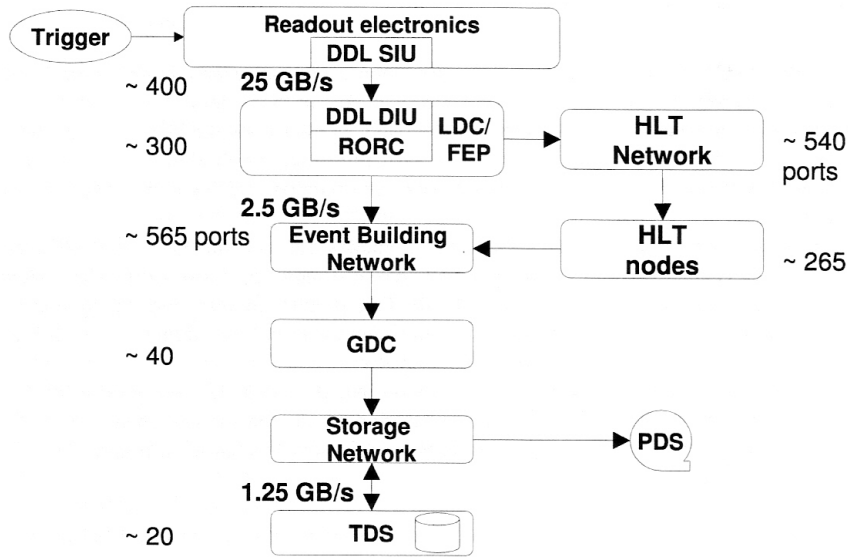 Trigger
Readout electronics
DDL SIU
~ 400
25 GB/s
DDL DIU
RORC
LDC/
FEP
~ 300
HLT
Network
~ 540
ports
2.5 GB/s
~ 565 ports
Event Building
Network
HLT
nodes
~ 265
GDC
~ 40
Storage
Network
PDS
1.25 GB/s
TDS
~ 20